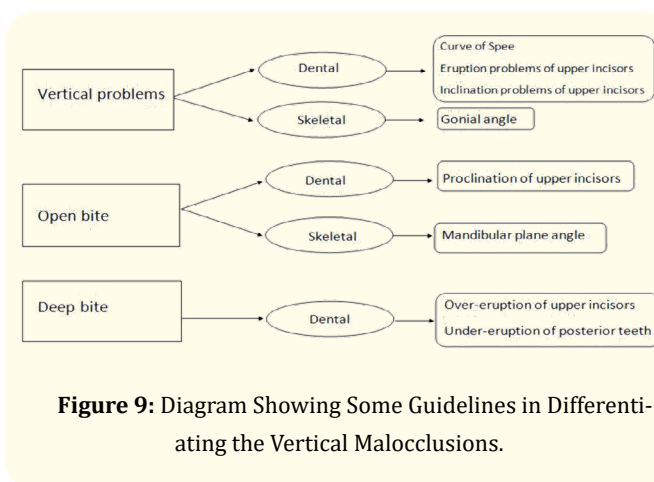 Vertical problems
Dental
Curve of Spee
Eruption problems of upper incisors
Inclination problems of upper incisors
Skeletal
Gonial angle
Open bite
Dental
Proclination of upper incisors
Skeletal
Mandibular plane angle
Deep bite
Dental
Over-eruption of upper incisors
Under-eruption of posterior teeth
Figure 9: Diagram Showing Some Guidelines in Differenti-
ating the Vertical Malocclusions.